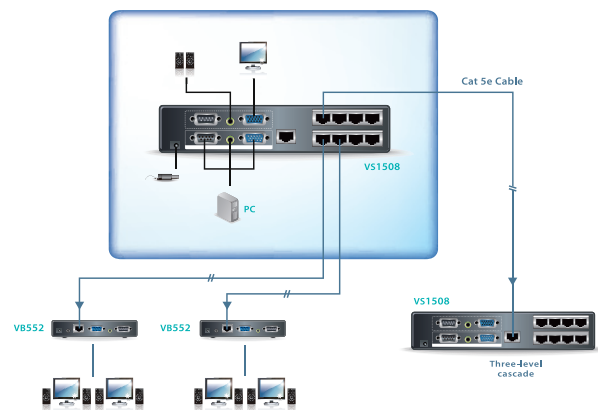 Cat 5e Cable
VS1508
PC
VB552
VB552
VS1508
Three-level
cascade